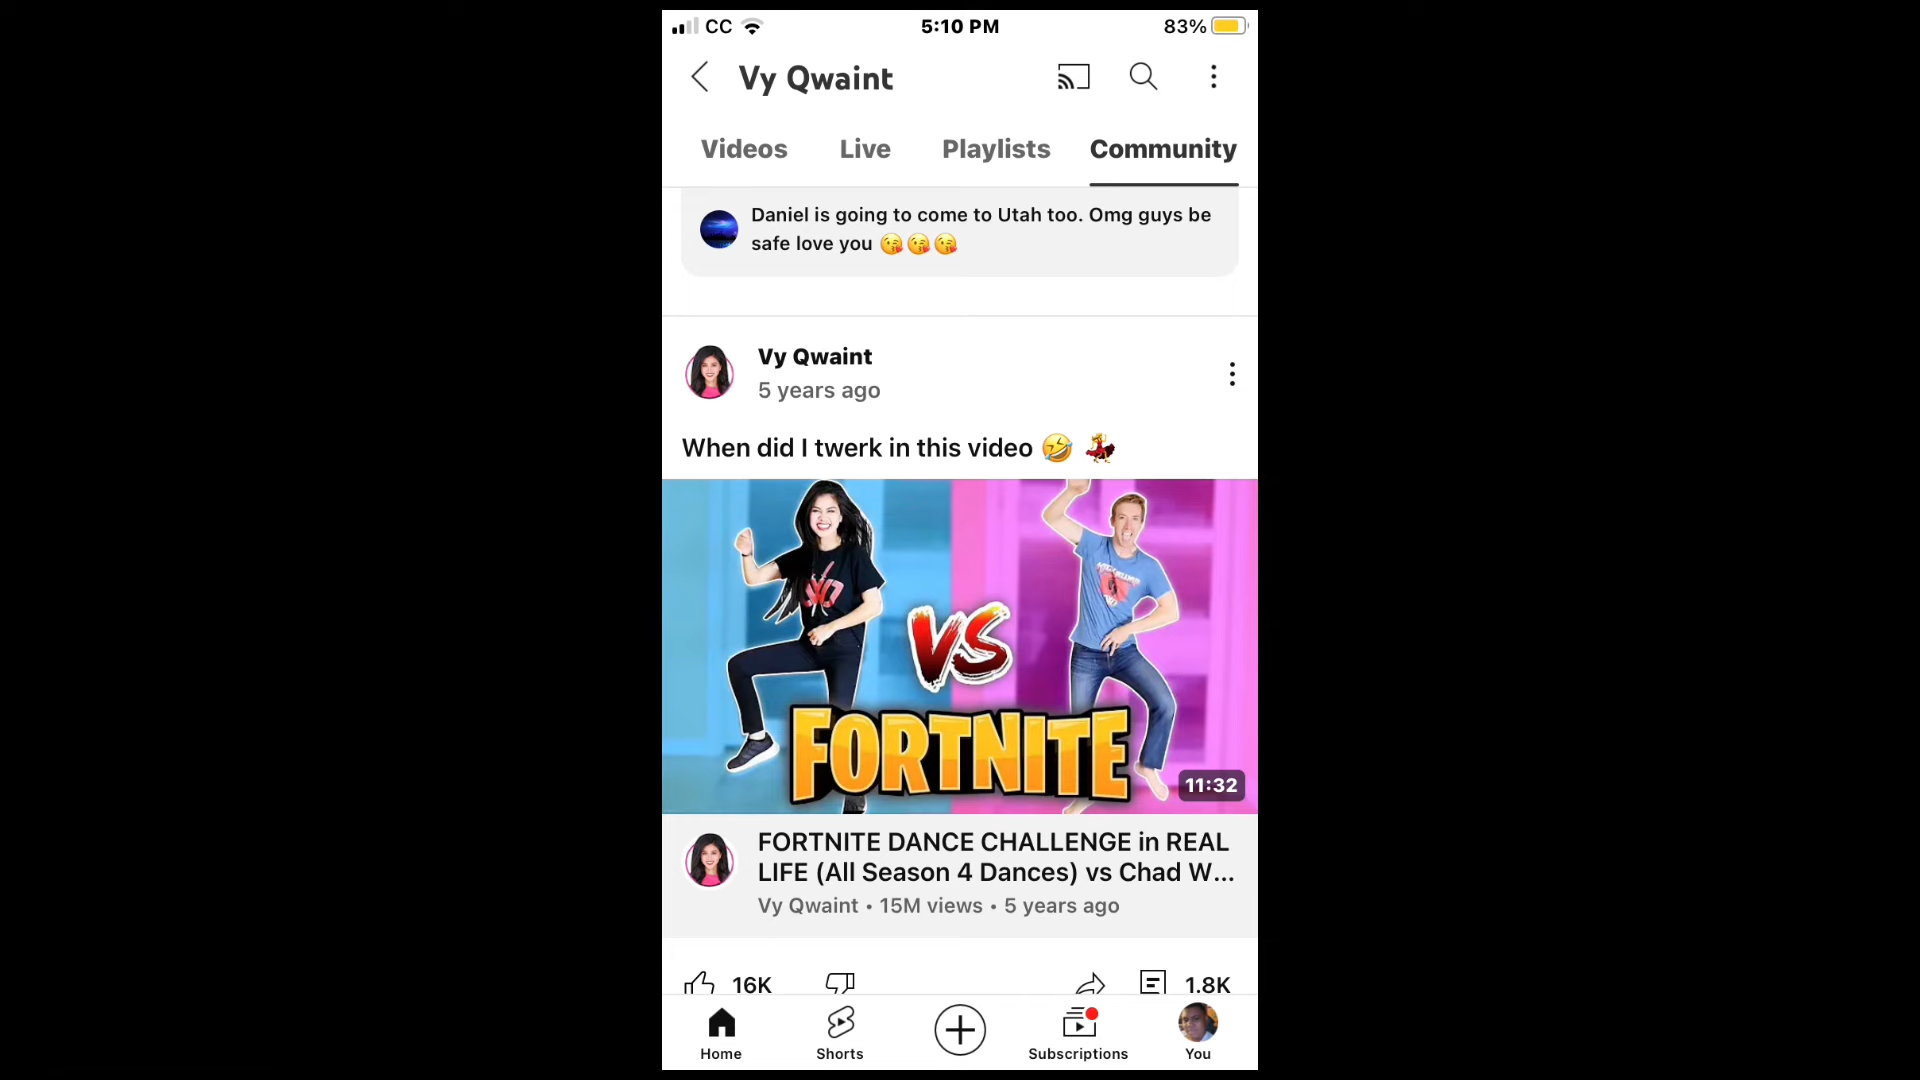 CC 5:10 PM 83%
Vy Qwaint
Videos Live Playlists Community
Daniel is going to come to Utah too. Omg guys be
safe love you 😘😘😘
Vy Qwaint
5 years ago
When did I twerk in this video 🤣 💃
VS
FORTNITE
11:32
FORTNITE DANCE CHALLENGE in REAL
LIFE (All Season 4 Dances) vs Chad W...
Vy Qwaint • 15M views • 5 years ago
16K 1.8K
Home Shorts Subscriptions You